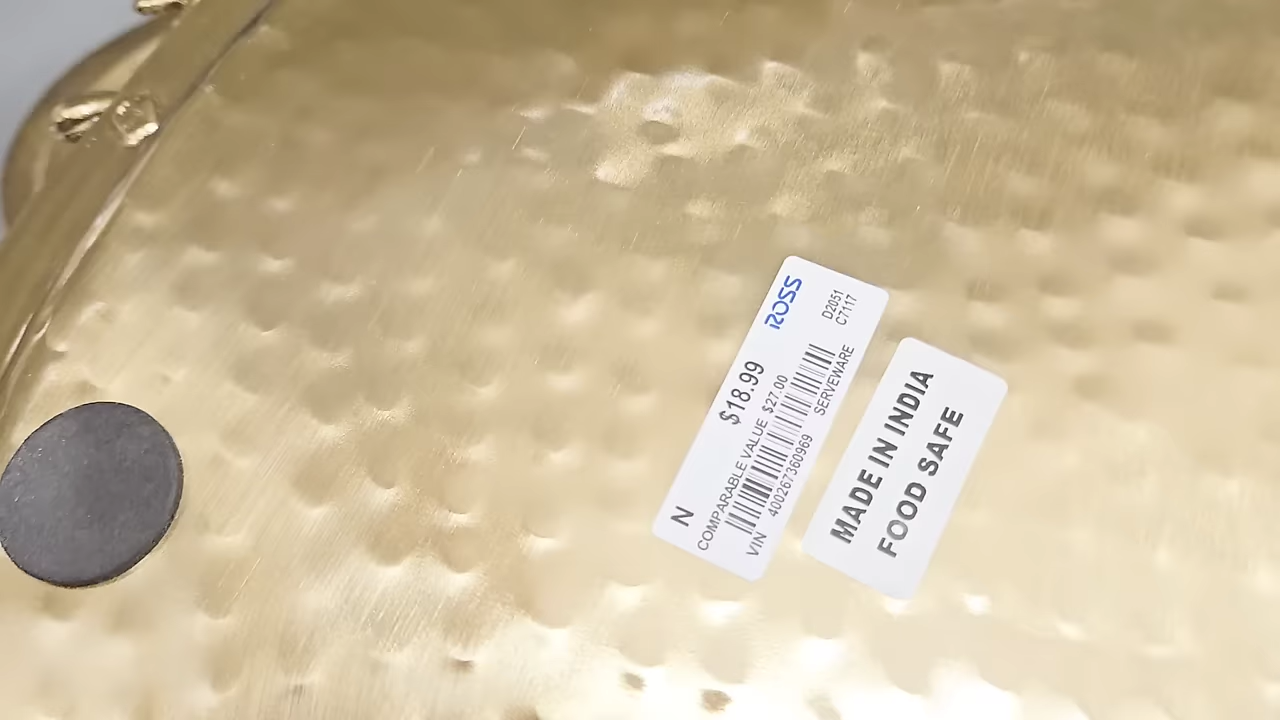 ROSS
D2051
C7117
N
$18.99
COMPARABLE VALUE $27.00
VIN 400267360969 SERVEWARE
MADE IN INDIA
FOOD SAFE